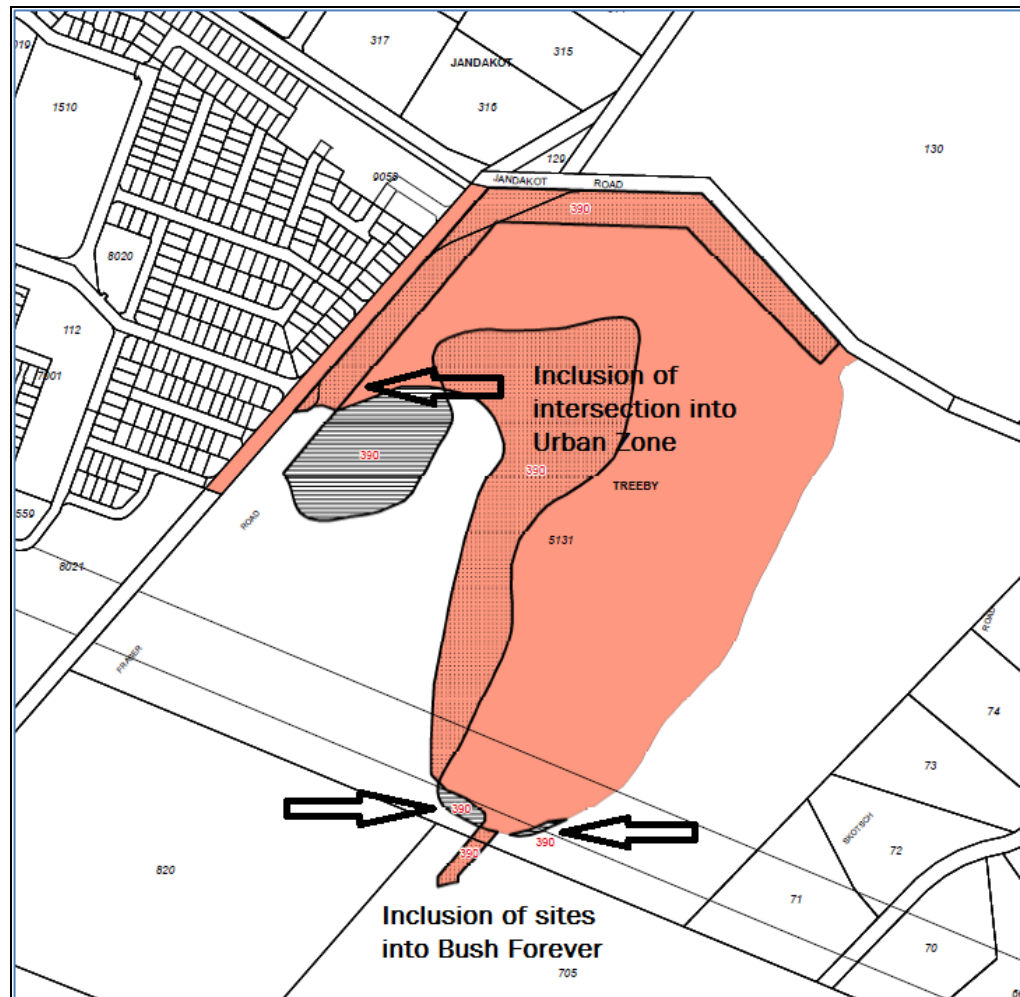 317
315
JANDAKOT
316
1510
130
129
9058
JANDAKOT ROAD
390
8020
112
7001
Inclusion of
intersection into
Urban Zone
390
390
TREEBY
559
ROAD
5131
8021
FRASER
ROAD
74
73
390
390
390
SKOTSCH
72
820
71
Inclusion of sites
into Bush Forever
70
705